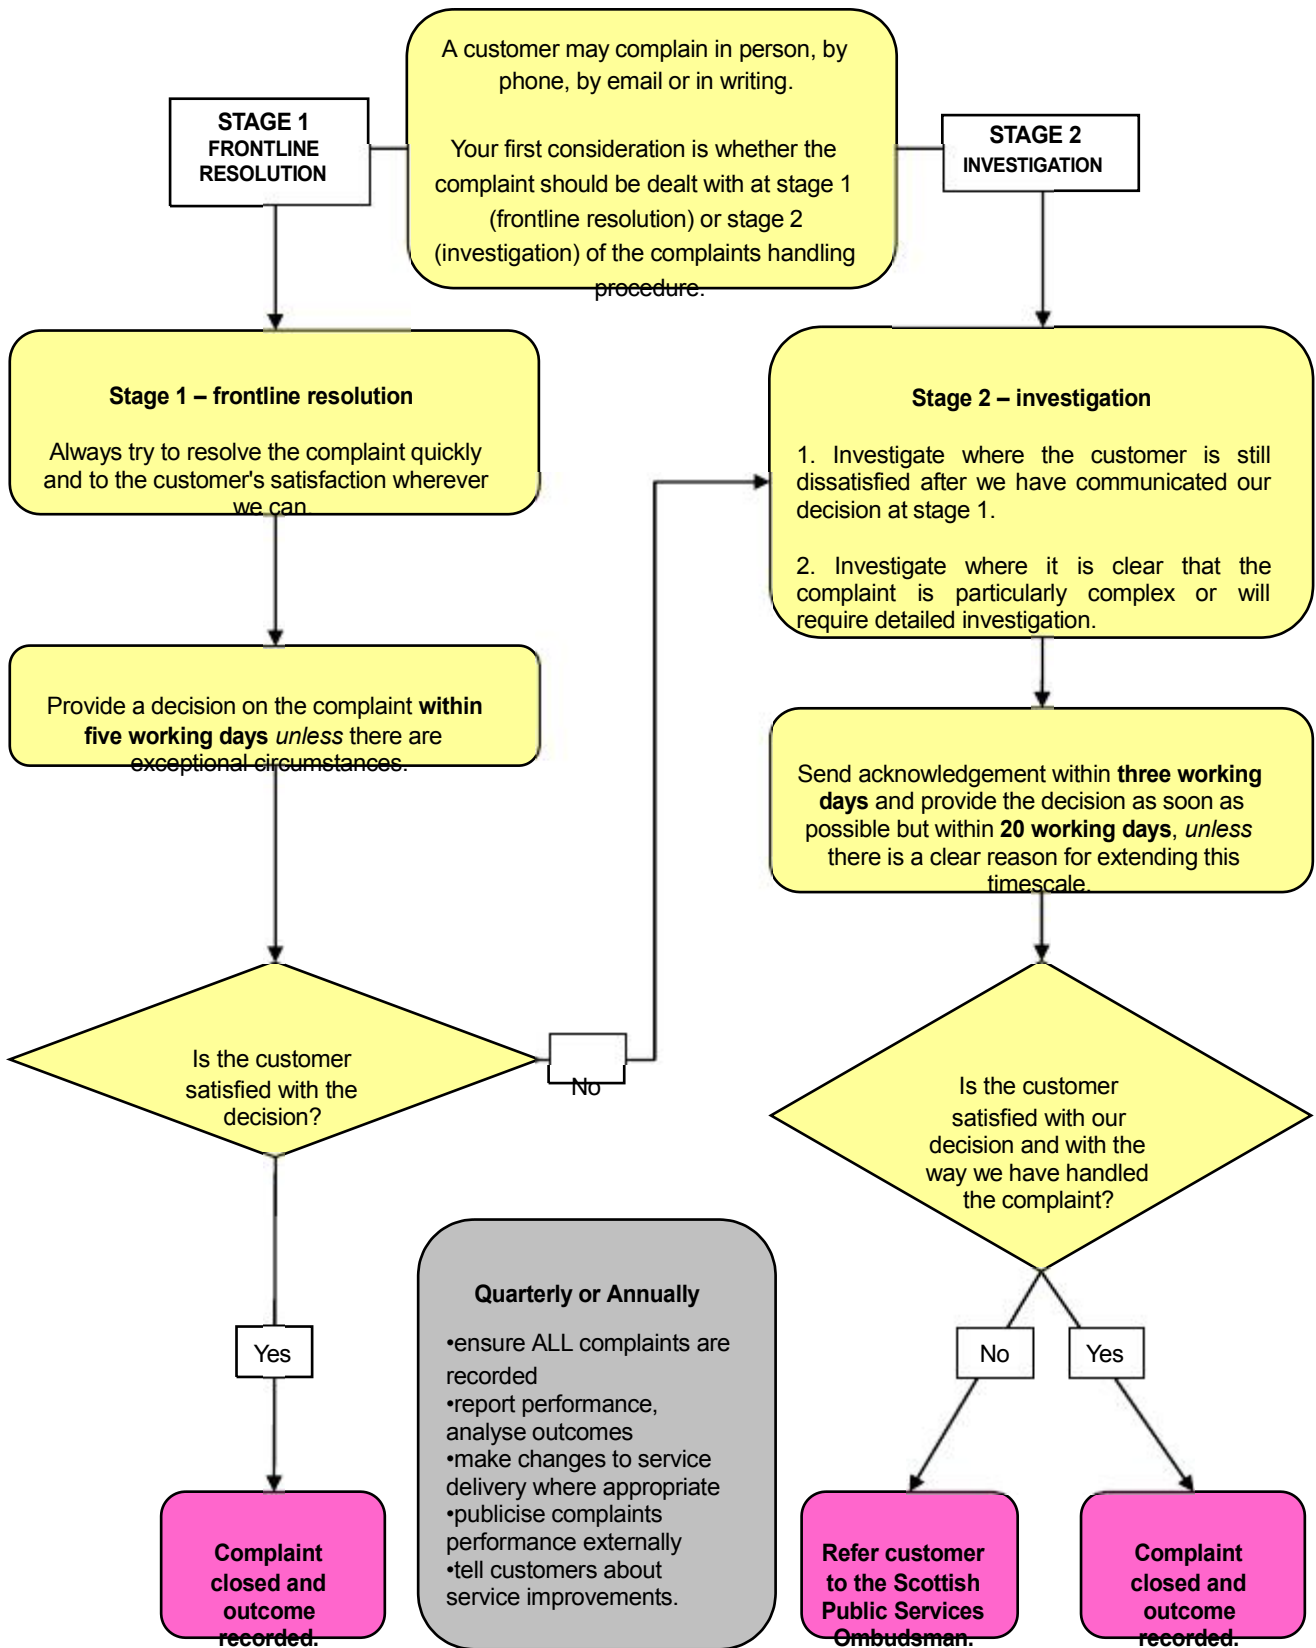 A customer may complain in person, by
phone, by email or in writing.
Your first consideration is whether the
complaint should be dealt with at stage 1
(frontline resolution) or stage 2
(investigation) of the complaints handling
procedure.
STAGE 1
FRONTLINE
RESOLUTION
STAGE 2
INVESTIGATION
Stage 1 – frontline resolution
Always try to resolve the complaint quickly
and to the customer's satisfaction wherever
we can.
Provide a decision on the complaint within
five working days unless there are
exceptional circumstances.
Is the customer
satisfied with the
decision?
No
Yes
Complaint
closed and
outcome
recorded.
Stage 2 – investigation
1. Investigate where the customer is still
dissatisfied after we have communicated our
decision at stage 1.
2. Investigate where it is clear that the
complaint is particularly complex or will
require detailed investigation.
Send acknowledgement within three working
days and provide the decision as soon as
possible but within 20 working days, unless
there is a clear reason for extending this
timescale.
Is the customer
satisfied with our
decision and with the
way we have handled
the complaint?
No
Yes
Refer customer
to the Scottish
Public Services
Ombudsman.
Complaint
closed and
outcome
recorded.
Quarterly or Annually
•ensure ALL complaints are
recorded
•report performance,
analyse outcomes
•make changes to service
delivery where appropriate
•publicise complaints
performance externally
•tell customers about
service improvements.